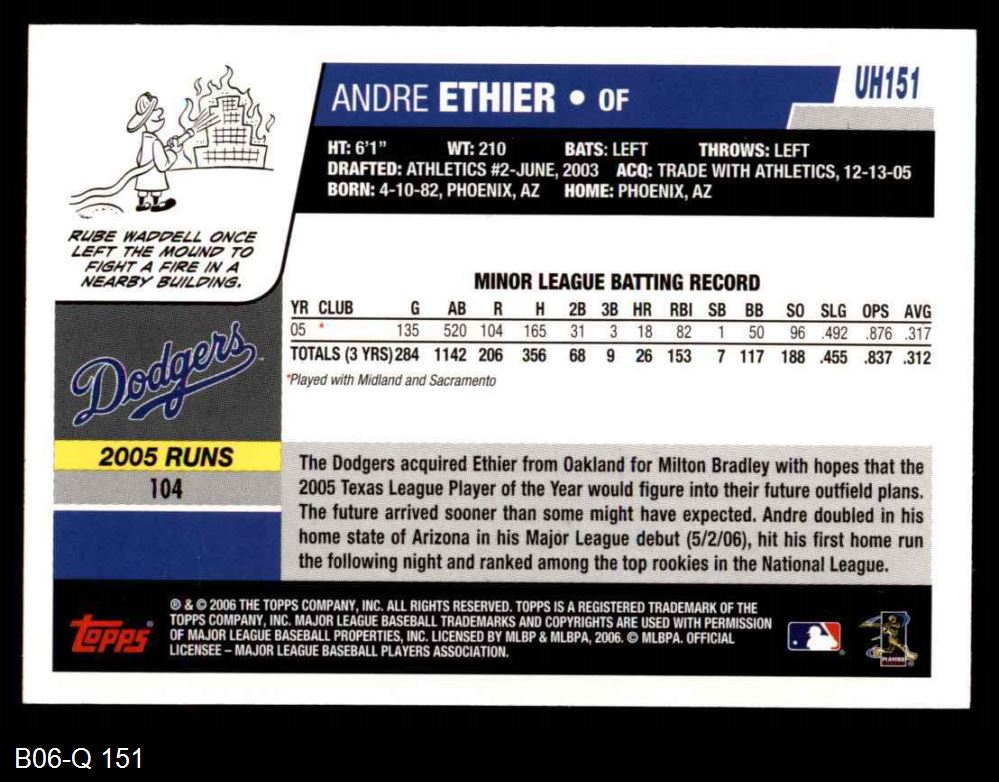 ANDRE ETHIER • OF
UH151
HT: 6'1" WT: 210 BATS: LEFT THROWS: LEFT
DRAFTED: ATHLETICS #2-JUNE, 2003 ACQ: TRADE WITH ATHLETICS, 12-13-05
BORN: 4-10-82, PHOENIX, AZ HOME: PHOENIX, AZ
RUBE WADDELL ONCE
LEFT THE MOUND TO
FIGHT A FIRE IN A
NEARBY BUILDING.
MINOR LEAGUE BATTING RECORD
YR CLUB G AB R H 2B 3B HR RBI SB BB SO SLG OPS AVG
05 * 135 520 104 165 31 3 18 82 1 50 96 .492 .876 .317
TOTALS (3 YRS) 284 1142 206 356 68 9 26 153 7 117 188 .455 .837 .312
*Played with Midland and Sacramento
Dodgers
2005 RUNS
104
The Dodgers acquired Ethier from Oakland for Milton Bradley with hopes that the
2005 Texas League Player of the Year would figure into their future outfield plans.
The future arrived sooner than some might have expected. Andre doubled in his
home state of Arizona in his Major League debut (5/2/06), hit his first home run
the following night and ranked among the top rookies in the National League.
Topps
® & © 2006 THE TOPPS COMPANY, INC. ALL RIGHTS RESERVED. TOPPS IS A REGISTERED TRADEMARK OF THE
TOPPS COMPANY, INC. MAJOR LEAGUE BASEBALL TRADEMARKS AND COPYRIGHTS ARE USED WITH PERMISSION
OF MAJOR LEAGUE BASEBALL PROPERTIES, INC. LICENSED BY MLBP & MLBPA, 2006. © MLBPA. OFFICIAL
LICENSEE – MAJOR LEAGUE BASEBALL PLAYERS ASSOCIATION.
PLAYERS
B06-Q 151